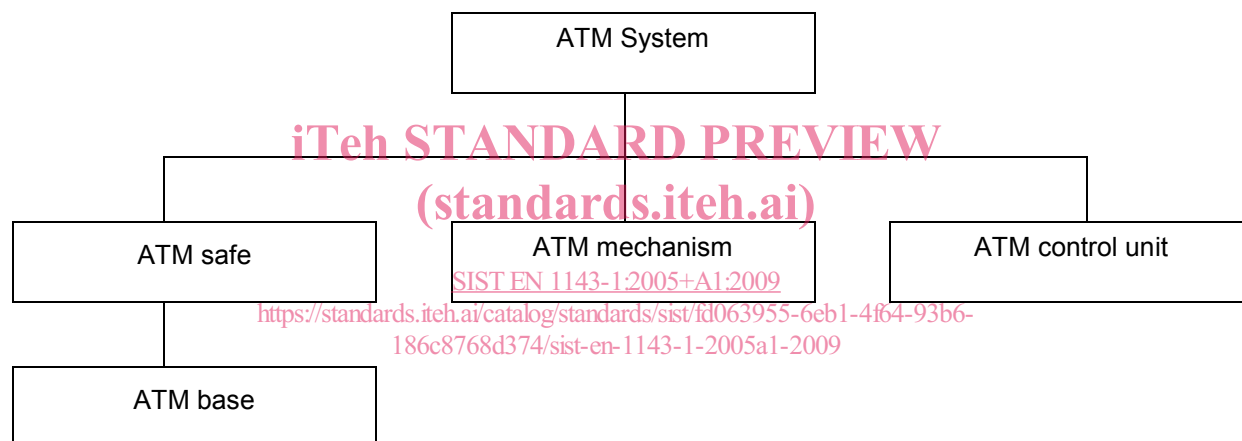 ATM System
iTeh STANDARD PREVIEW
(standards.iteh.ai)
ATM safe
ATM mechanism
ATM control unit
SIST EN 1143-1:2005+A1:2009
https://standards.iteh.ai/catalog/standards/sist/fd063955-6eb1-4f64-93b6-
186c8768d374/sist-en-1143-1-2005a1-2009
ATM base